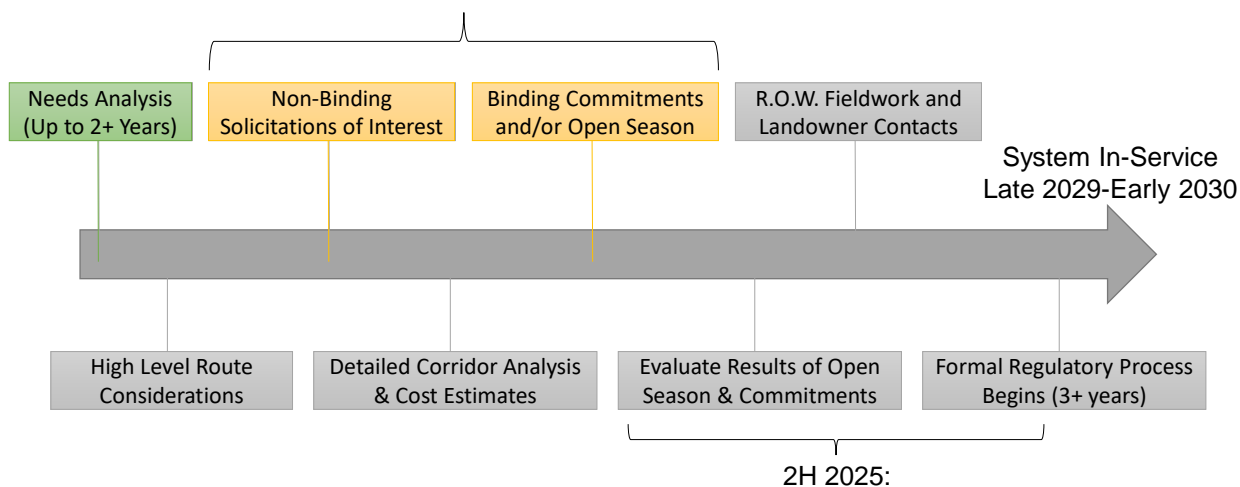 Needs Analysis
(Up to 2+ Years)
Non-Binding
Solicitations of Interest
Binding Commitments
and/or Open Season
R.O.W. Fieldwork and
Landowner Contacts
System In-Service
Late 2029-Early 2030
High Level Route
Considerations
Detailed Corridor Analysis
& Cost Estimates
Evaluate Results of Open
Season & Commitments
Formal Regulatory Process
Begins (3+ years)
2H 2025: